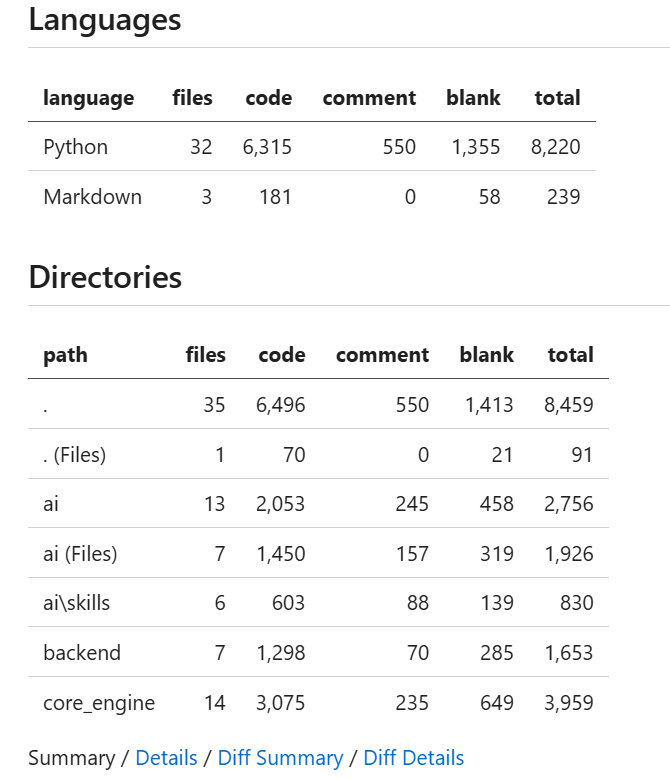 Languages
language files code comment blank total
Python 32 6,315 550 1,355 8,220
Markdown 3 181 0 58 239
Directories
path files code comment blank total
. 35 6,496 550 1,413 8,459
. (Files) 1 70 0 21 91
ai 13 2,053 245 458 2,756
ai (Files) 7 1,450 157 319 1,926
ai\skills 6 603 88 139 830
backend 7 1,298 70 285 1,653
core_engine 14 3,075 235 649 3,959
Summary / Details / Diff Summary / Diff Details